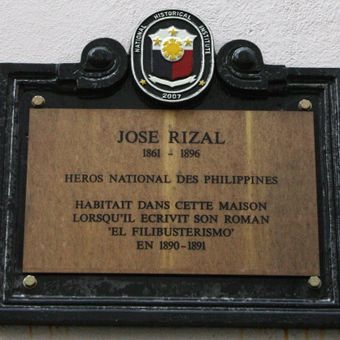 NATIONAL HISTORICAL INSTITUTE
2007
JOSE RIZAL
1861 - 1896
HEROS NATIONAL DES PHILIPPINES
HABITAIT DANS CETTE MAISON
LORSQU'IL ECRIVIT SON ROMAN
'EL FILIBUSTERISMO'
EN 1890-1891